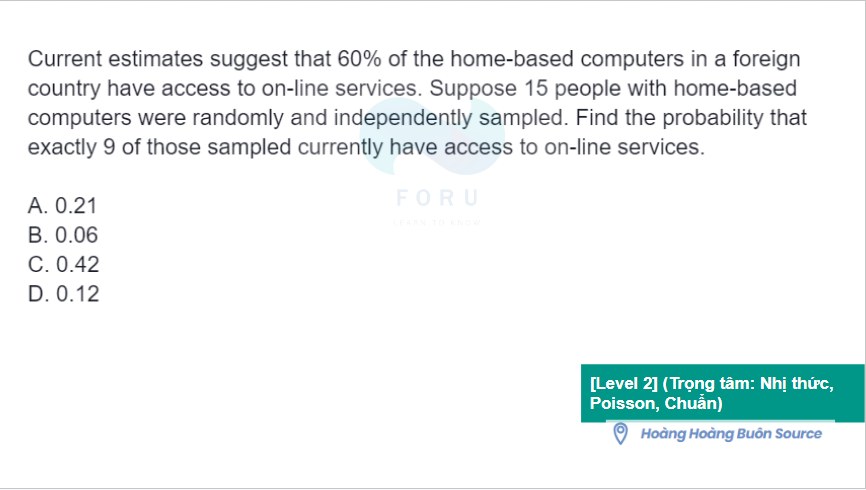 Current estimates suggest that 60% of the home-based computers in a foreign
country have access to on-line services. Suppose 15 people with home-based
computers were randomly and independently sampled. Find the probability that
exactly 9 of those sampled currently have access to on-line services.
FORU
A. 0.21
B. 0.06
C. 0.42
D. 0.12
[Level 2] (Trọng tâm: Nhị thức,
Poisson, Chuẩn)
Hoàng Hoàng Buôn Source